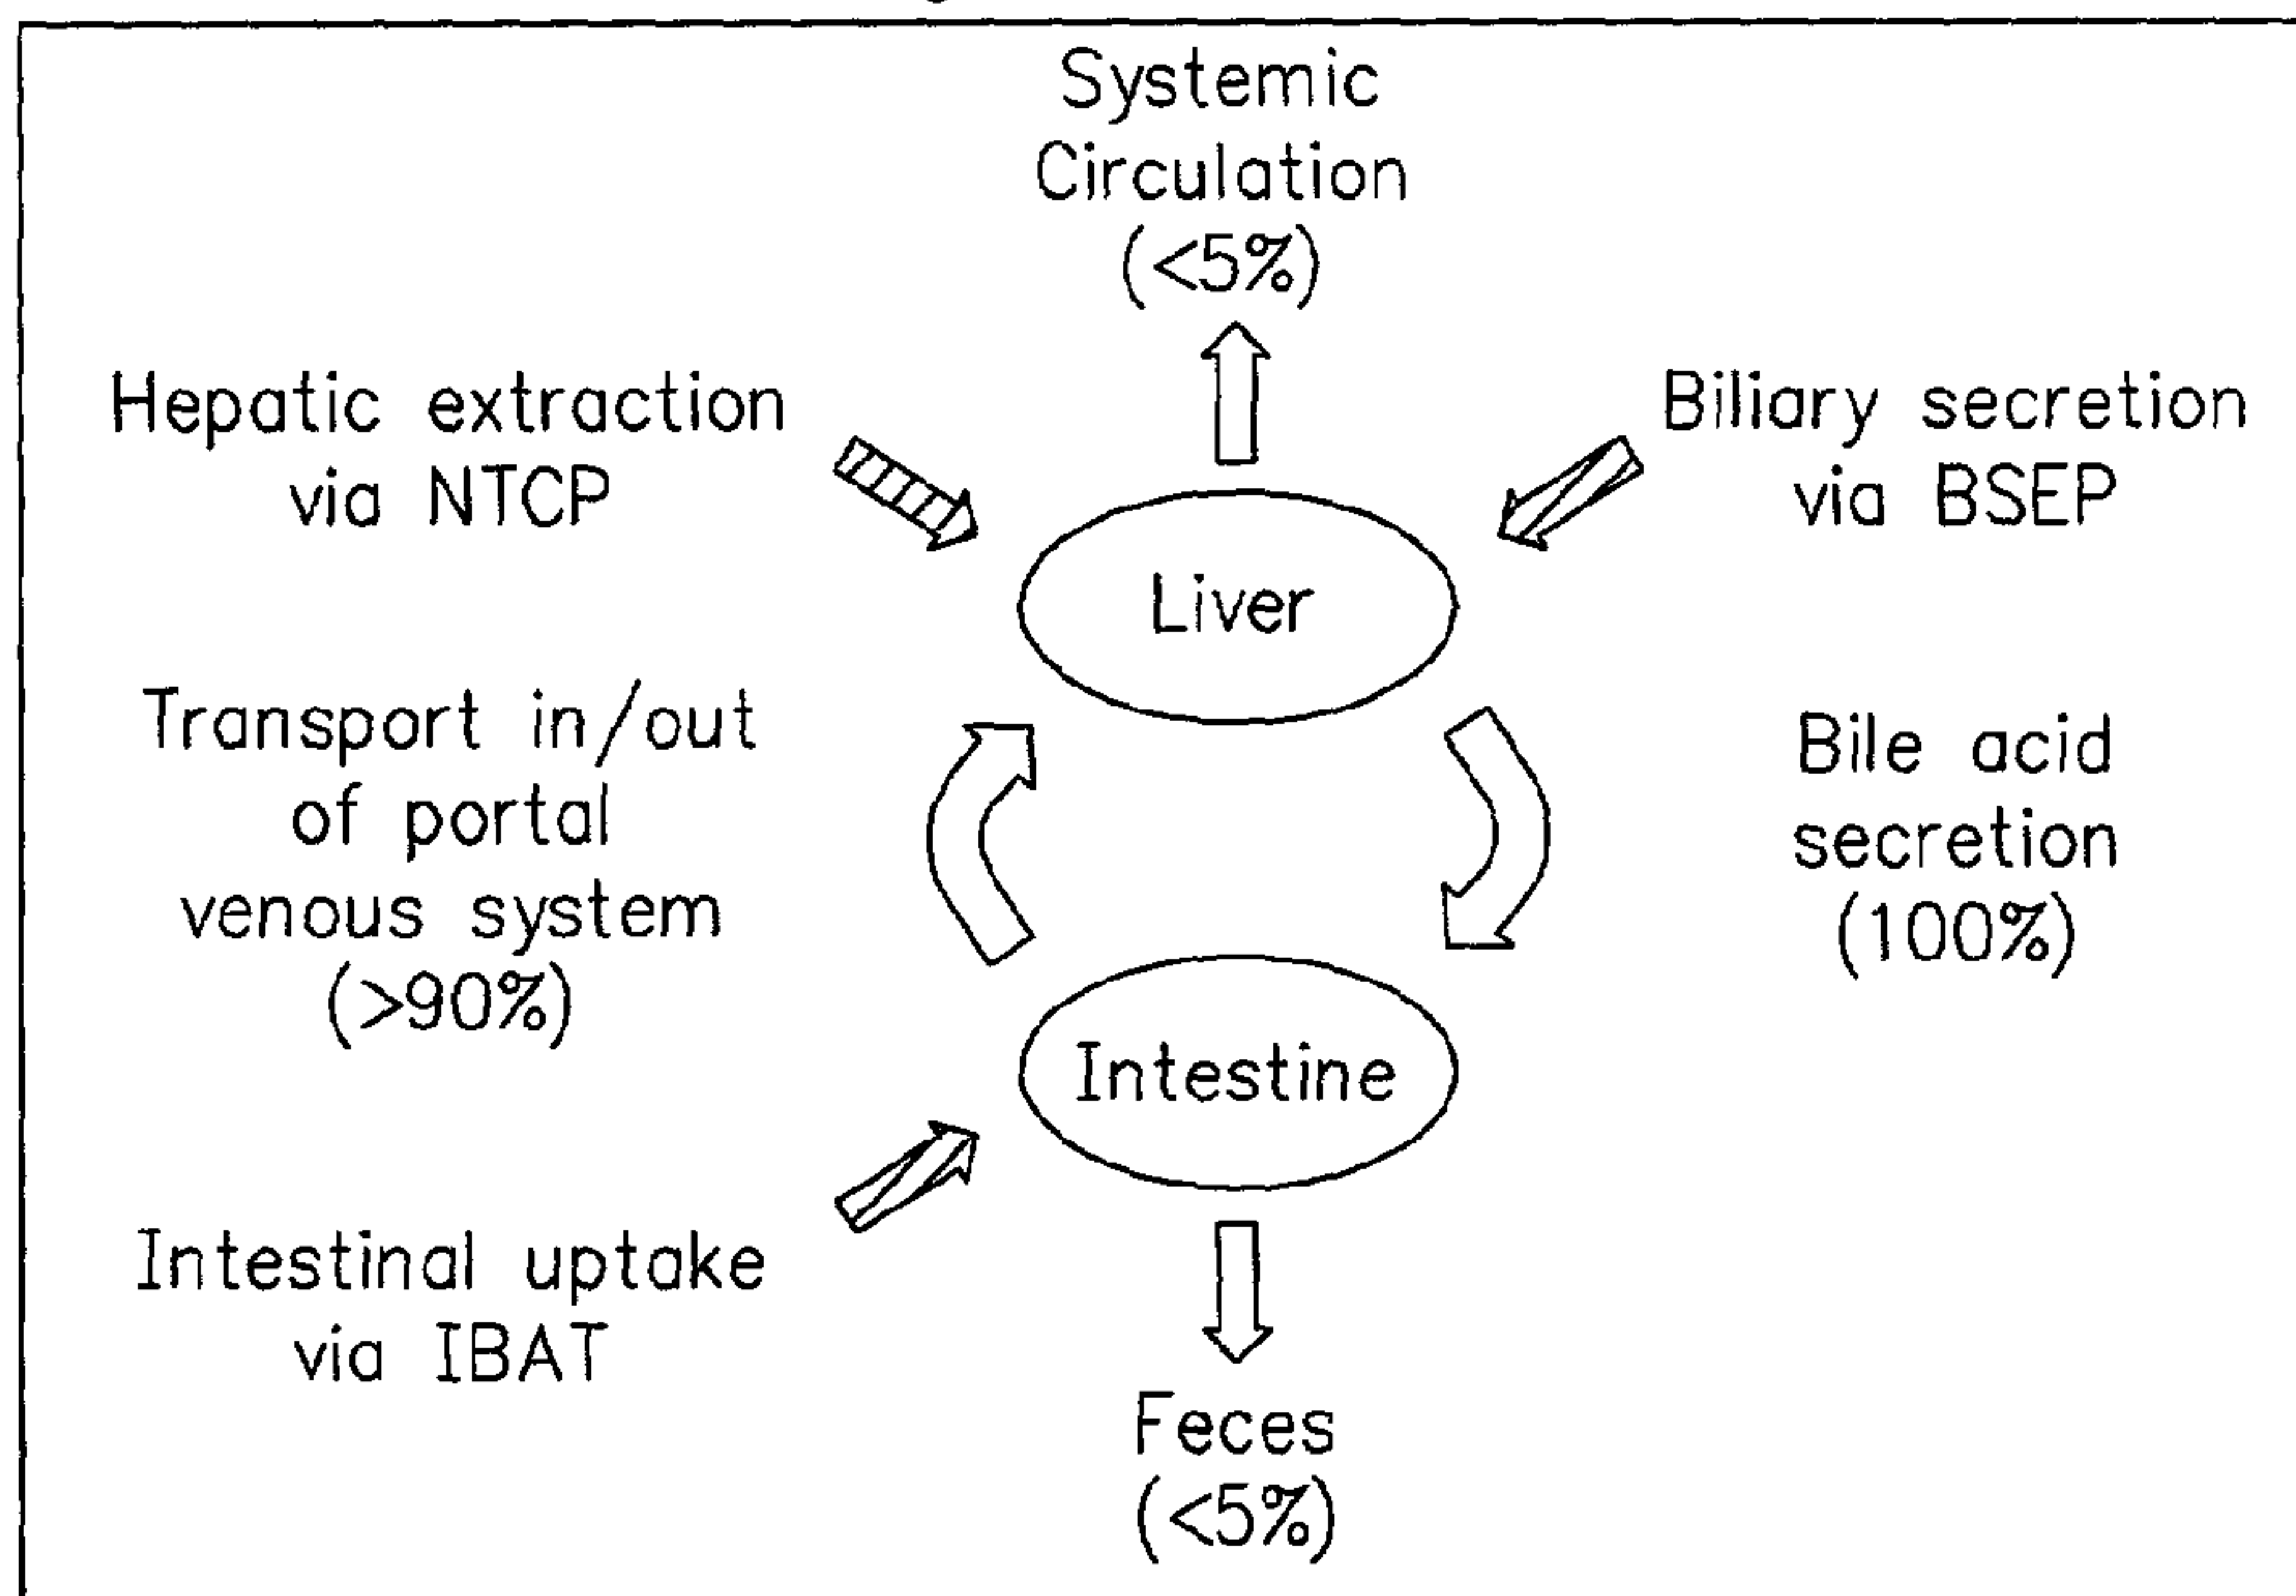 Systemic
Circulation
(<5%)
Hepatic extraction
via NTCP
Biliary secretion
via BSEP
Liver
Transport in/out
of portal
venous system
(>90%)
Bile acid
secretion
(100%)
Intestine
Intestinal uptake
via IBAT
Feces
(<5%)